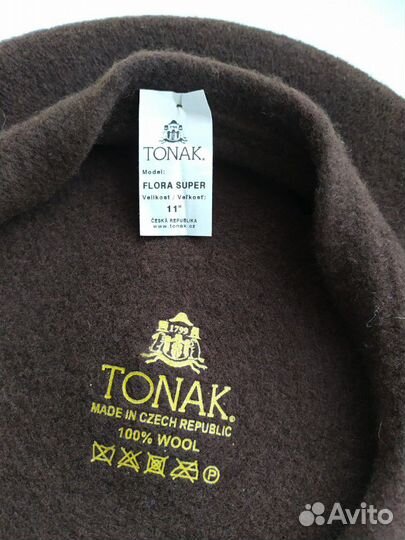 TONAK®
Model:
FLORA SUPER
Velikost / Veľkosť:
11"
ČESKÁ REPUBLIKA
www.tonak.cz
1799
TONAK®
MADE IN CZECH REPUBLIC
100% WOOL
P
Avito